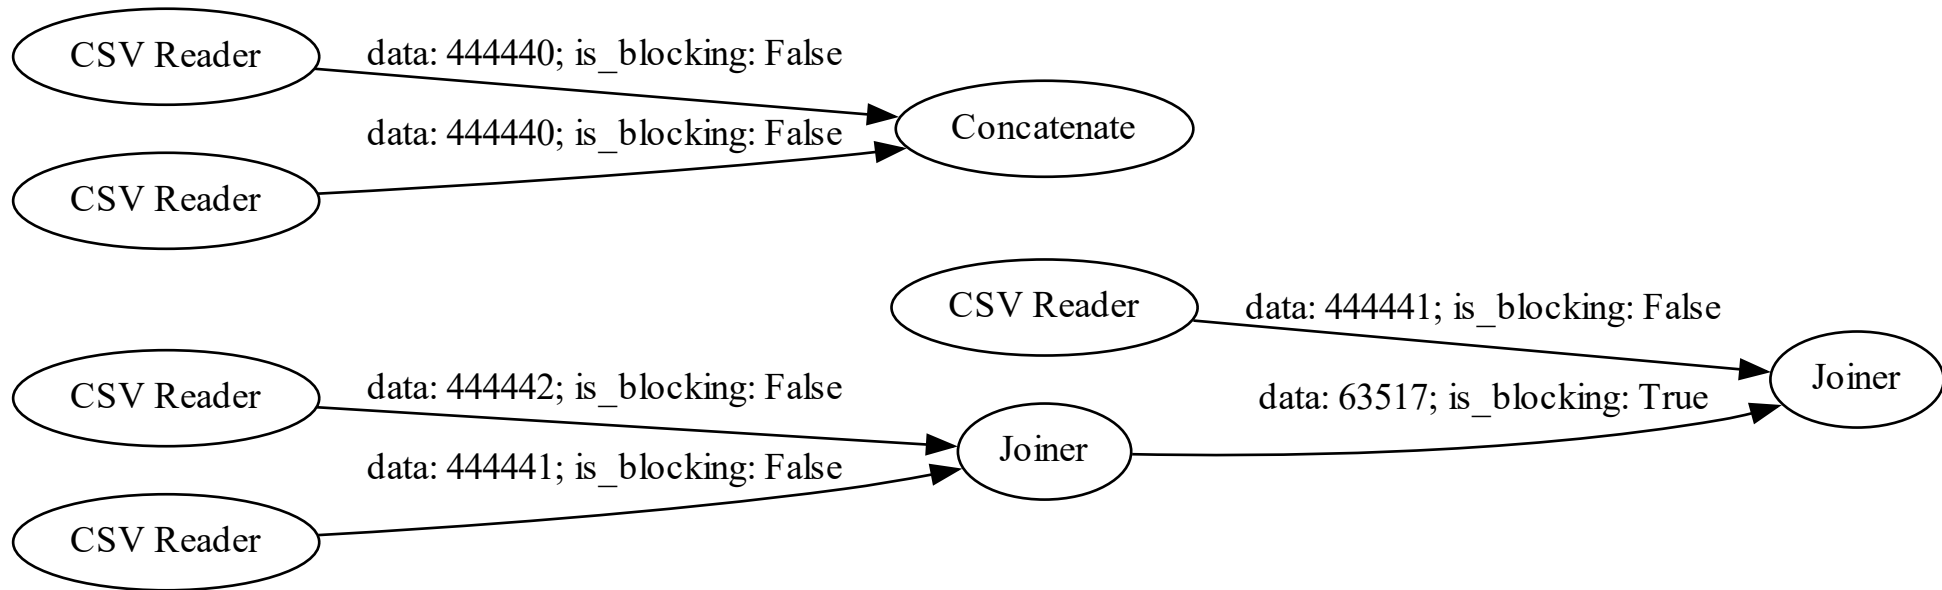 CSV Reader
data: 444440; is_blocking: False
data: 444440; is_blocking: False
Concatenate
CSV Reader
CSV Reader
data: 444441; is_blocking: False
Joiner
CSV Reader
data: 444442; is_blocking: False
data: 63517; is_blocking: True
Joiner
data: 444441; is_blocking: False
CSV Reader